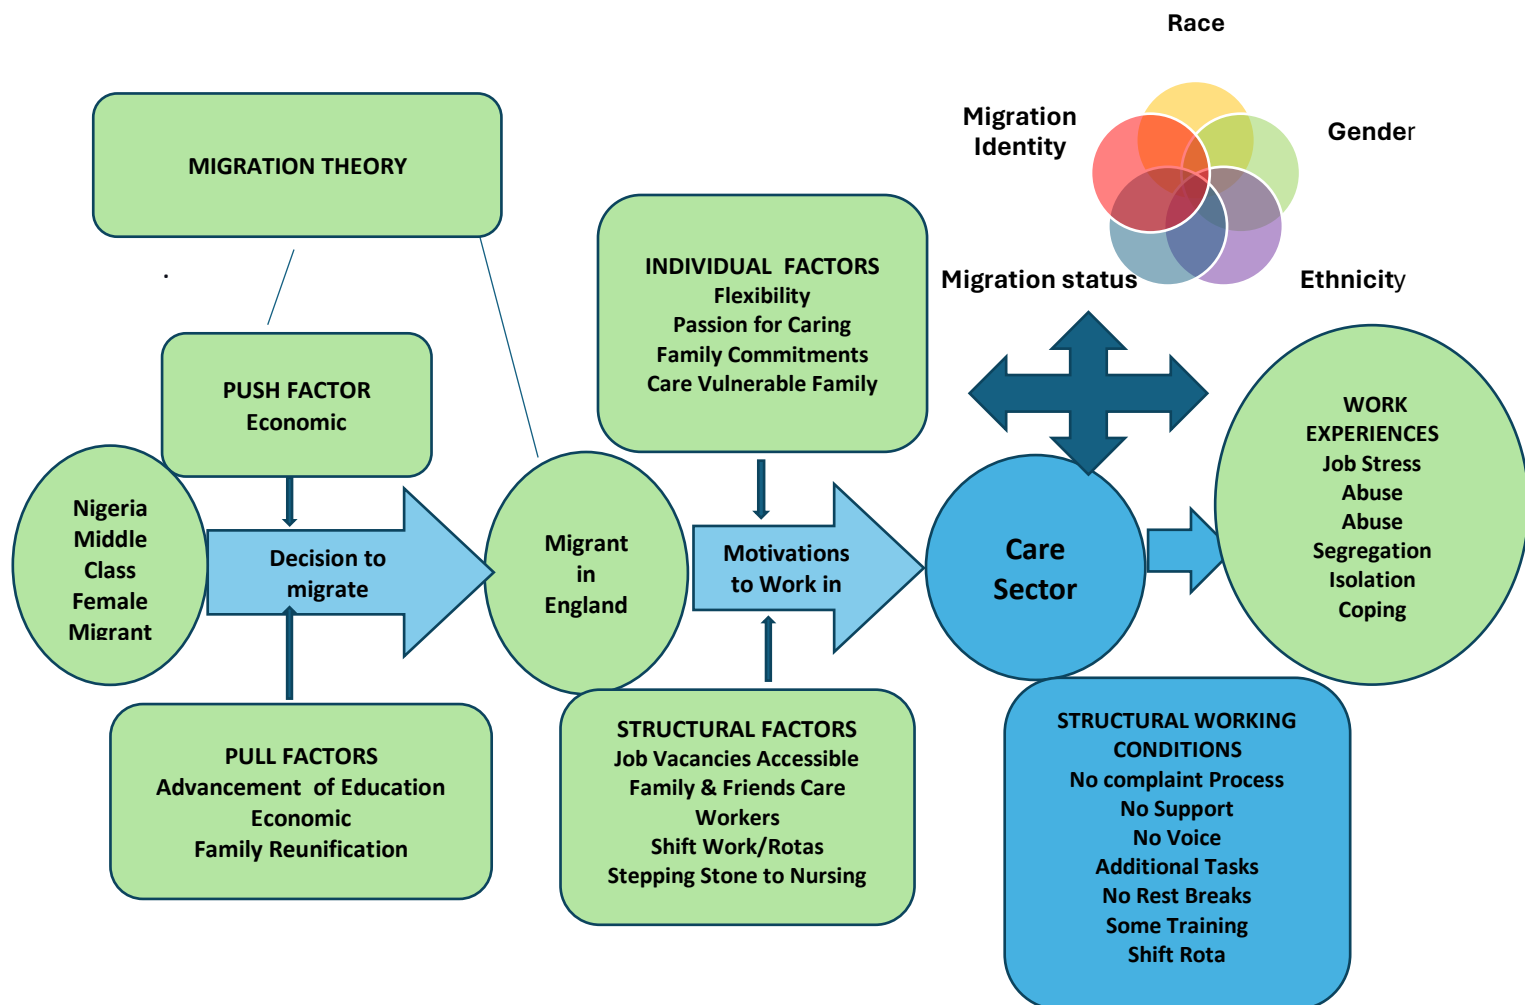 Race
Migration
Identity
Gender
Migration status
Ethnicity
MIGRATION THEORY
.
PUSH FACTOR
Economic
Nigeria
Middle
Class
Female
Migrant
Decision to
migrate
PULL FACTORS
Advancement of Education
Economic
Family Reunification
Migrant
in
England
INDIVIDUAL FACTORS
Flexibility
Passion for Caring
Family Commitments
Care Vulnerable Family
Motivations
to Work in
STRUCTURAL FACTORS
Job Vacancies Accessible
Family & Friends Care
Workers
Shift Work/Rotas
Stepping Stone to Nursing
Care
Sector
WORK
EXPERIENCES
Job Stress
Abuse
Abuse
Segregation
Isolation
Coping
STRUCTURAL WORKING
CONDITIONS
No complaint Process
No Support
No Voice
Additional Tasks
No Rest Breaks
Some Training
Shift Rota